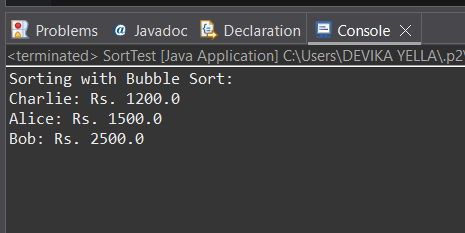 Problems @ Javadoc Declaration Console
<terminated> SortTest [Java Application] C:\Users\DEVIKA YELLA\.p2\
Sorting with Bubble Sort:
Charlie: Rs. 1200.0
Alice: Rs. 1500.0
Bob: Rs. 2500.0